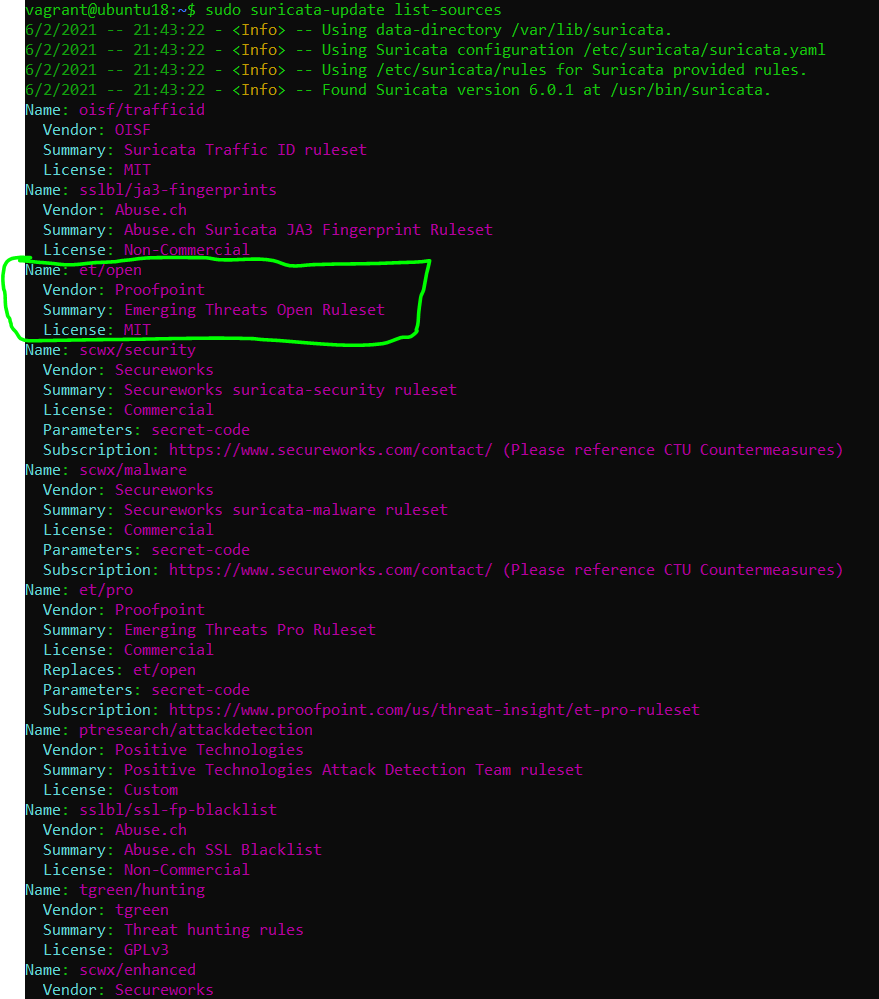 vagrant@ubuntu18:~$ sudo suricata-update list-sources
6/2/2021 -- 21:43:22 - <Info> -- Using data-directory /var/lib/suricata.
6/2/2021 -- 21:43:22 - <Info> -- Using Suricata configuration /etc/suricata/suricata.yaml
6/2/2021 -- 21:43:22 - <Info> -- Using /etc/suricata/rules for Suricata provided rules.
6/2/2021 -- 21:43:22 - <Info> -- Found Suricata version 6.0.1 at /usr/bin/suricata.
Name: oisf/trafficid
  Vendor: OISF
  Summary: Suricata Traffic ID ruleset
  License: MIT
Name: sslbl/ja3-fingerprints
  Vendor: Abuse.ch
  Summary: Abuse.ch Suricata JA3 Fingerprint Ruleset
  License: Non-Commercial
Name: et/open
  Vendor: Proofpoint
  Summary: Emerging Threats Open Ruleset
  License: MIT
Name: scwx/security
  Vendor: Secureworks
  Summary: Secureworks suricata-security ruleset
  License: Commercial
  Parameters: secret-code
  Subscription: https://www.secureworks.com/contact/ (Please reference CTU Countermeasures)
Name: scwx/malware
  Vendor: Secureworks
  Summary: Secureworks suricata-malware ruleset
  License: Commercial
  Parameters: secret-code
  Subscription: https://www.secureworks.com/contact/ (Please reference CTU Countermeasures)
Name: et/pro
  Vendor: Proofpoint
  Summary: Emerging Threats Pro Ruleset
  License: Commercial
  Replaces: et/open
  Parameters: secret-code
  Subscription: https://www.proofpoint.com/us/threat-insight/et-pro-ruleset
Name: ptresearch/attackdetection
  Vendor: Positive Technologies
  Summary: Positive Technologies Attack Detection Team ruleset
  License: Custom
Name: sslbl/ssl-fp-blacklist
  Vendor: Abuse.ch
  Summary: Abuse.ch SSL Blacklist
  License: Non-Commercial
Name: tgreen/hunting
  Vendor: tgreen
  Summary: Threat hunting rules
  License: GPLv3
Name: scwx/enhanced
  Vendor: Secureworks